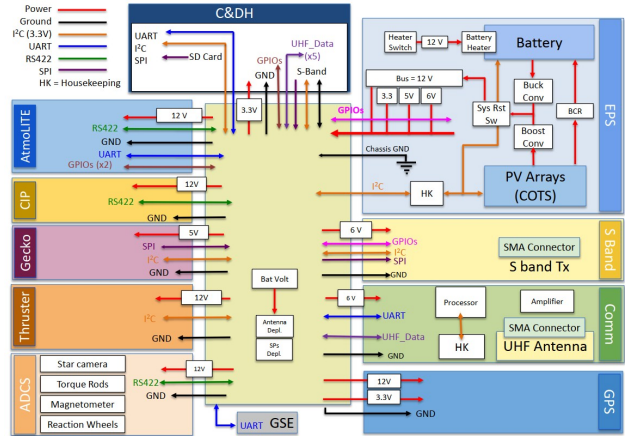 Power
Ground
I²C (3.3V)
UART
RS422
SPI
HK = Housekeeping
C&DH
UART
I²C
SPI
SD Card
GPIOs
GND
UHF_Data
(x5)
S-Band
3.3V
Heater
Switch
12 V
Battery
Heater
Battery
Bus = 12 V
3.3
5V
6V
Sys Rst
Sw
Buck
Conv
Boost
Conv
BCR
EPS
GPIOs
Chassis GND
I²C
HK
PV Arrays
(COTS)
AtmoLITE
12 V
RS422
GND
UART
GPIOs (x2)
CIP
12V
RS422
GND
Gecko
5V
SPI
I²C
GND
Thruster
12V
I²C
GND
ADCS
Star camera
Torque Rods
Magnetometer
Reaction Wheels
12V
RS422
GND
Bat Volt
Antenna
Depl.
SPs
Depl.
UART
GSE
6 V
GPIOs
I²C
SPI
GND
SMA Connector
S band Tx
S Band
6 V
UART
UHF_Data
GND
Processor
HK
Amplifier
SMA Connector
UHF Antenna
Comm
12V
3.3V
GND
GPS